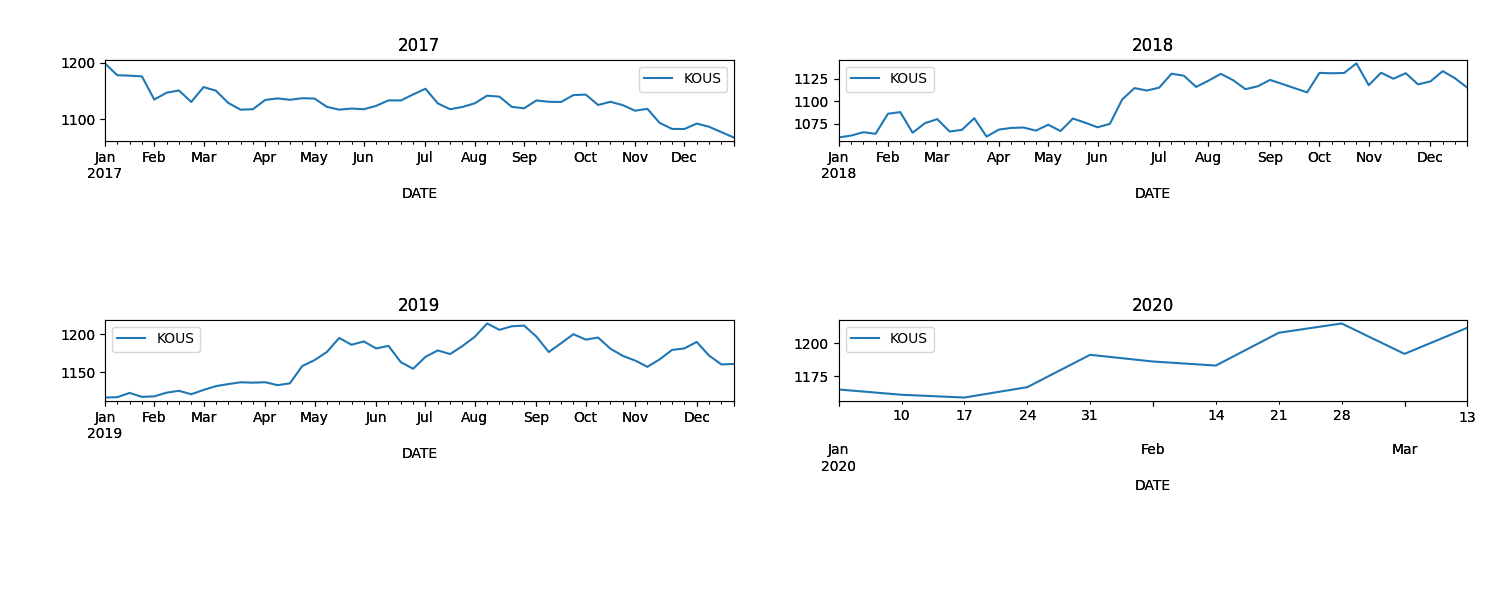 2017
1200
1100
KOUS
Jan Feb Mar Apr May Jun Jul Aug Sep Oct Nov Dec
2017
DATE
2018
1125
1100
1075
KOUS
Jan Feb Mar Apr May Jun Jul Aug Sep Oct Nov Dec
2018
DATE
2019
1200
1150
KOUS
Jan Feb Mar Apr May Jun Jul Aug Sep Oct Nov Dec
2019
DATE
2020
1200
1175
KOUS
10 17 24 31 14 21 28 13
Jan Feb Mar
2020
DATE